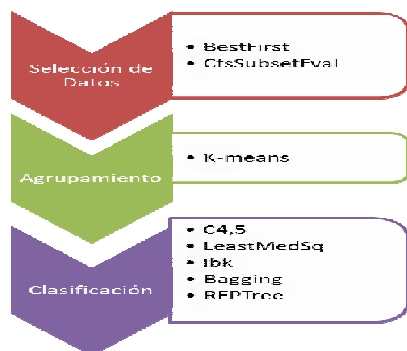 Selección de
Datos
• BestFirst
• CfsSubsetEval
Agrupamiento
• K-means
Clasificación
• C4.5
• LeastMedSq
• Ibk
• Bagging
• REPTree